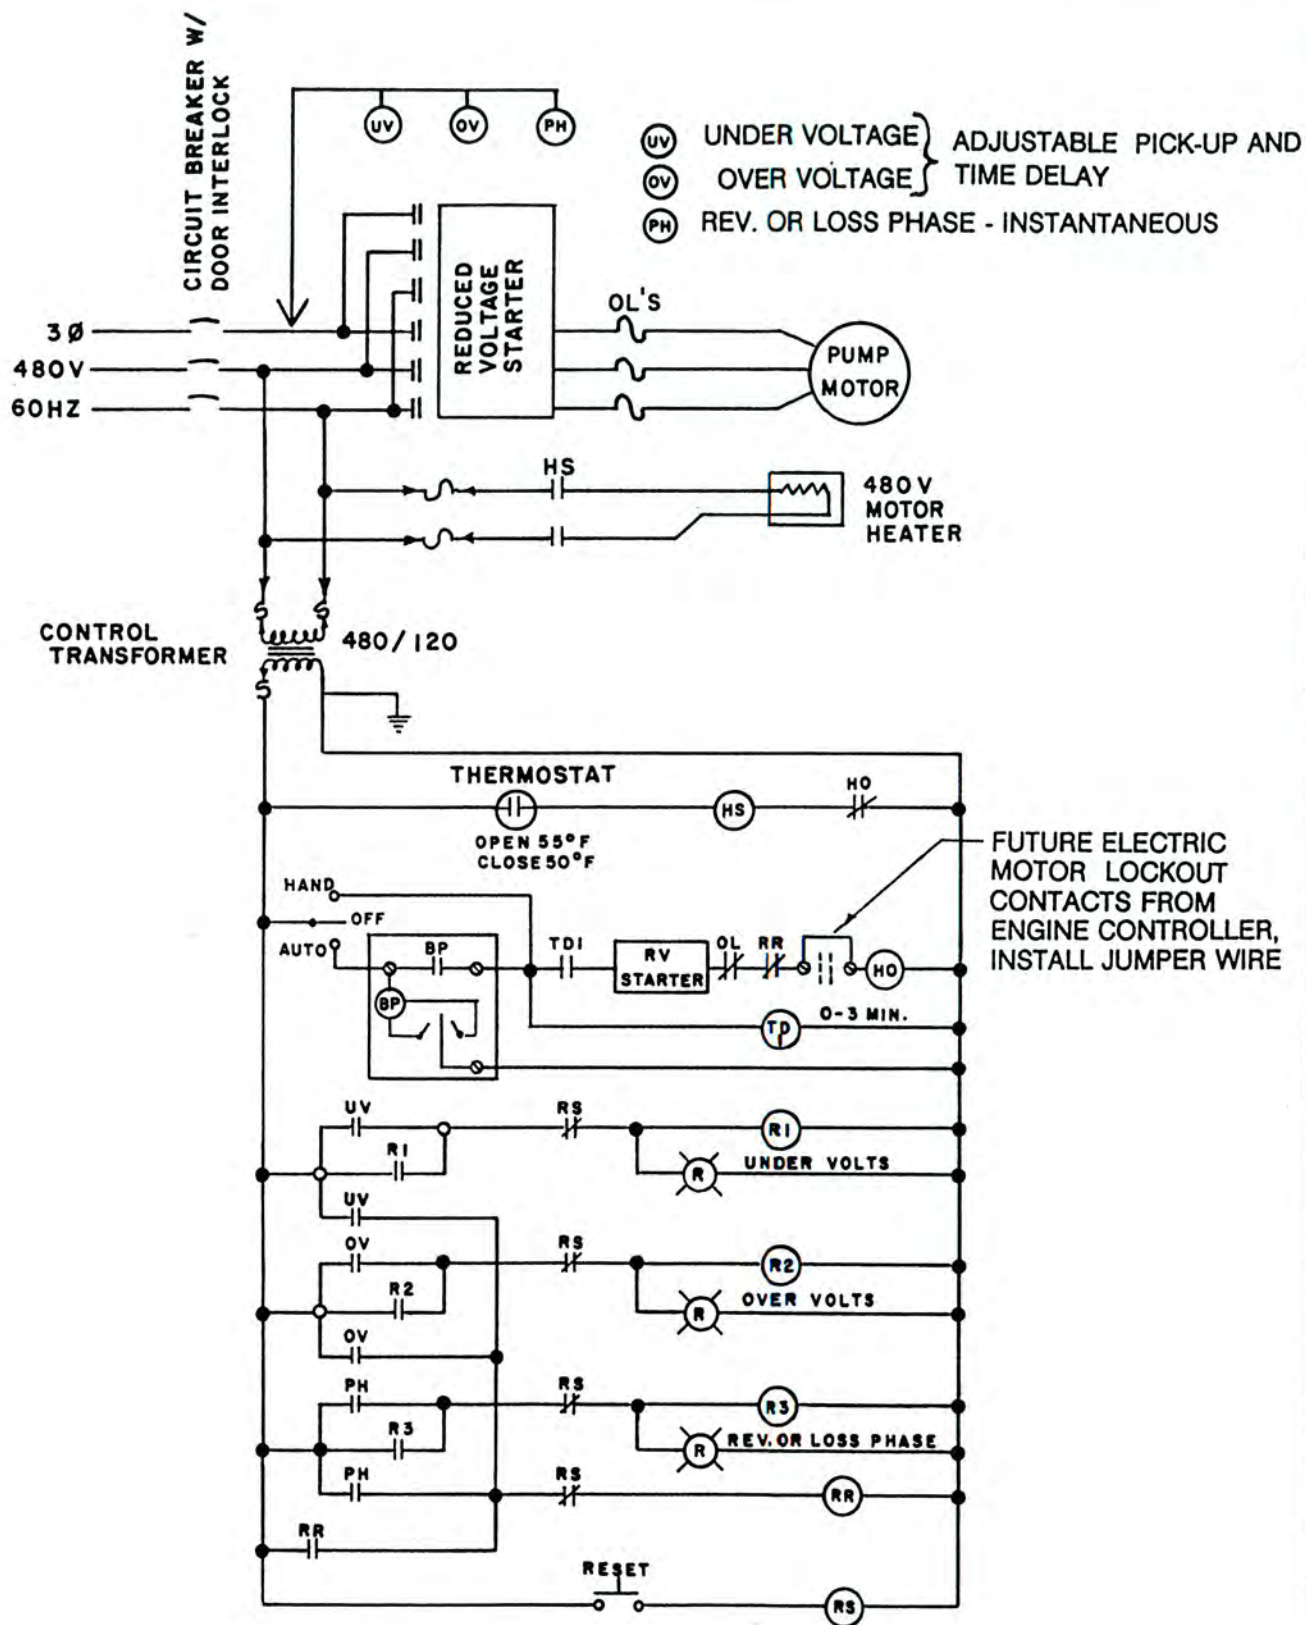 CIRCUIT BREAKER W/
DOOR INTERLOCK
UV
OV
PH
UV UNDER VOLTAGE
OV OVER VOLTAGE
ADJUSTABLE PICK-UP AND
TIME DELAY
PH REV. OR LOSS PHASE - INSTANTANEOUS
3Ø
480V
60HZ
REDUCED
VOLTAGE
STARTER
OL'S
PUMP
MOTOR
HS
480V
MOTOR
HEATER
CONTROL
TRANSFORMER
480/120
THERMOSTAT
HS
HO
OPEN 55°F
CLOSE 50°F
FUTURE ELECTRIC
MOTOR LOCKOUT
CONTACTS FROM
ENGINE CONTROLLER,
INSTALL JUMPER WIRE
HAND
OFF
AUTO
BP
TD1
RV
STARTER
OL
RR
HO
BP
TD
1
0-3 MIN.
UV
RS
R1
R1
R
UNDER VOLTS
UV
OV
RS
R2
R2
R
OVER VOLTS
OV
PH
RS
R3
R3
R
REV. OR LOSS PHASE
PH
RS
RR
RR
RESET
RS